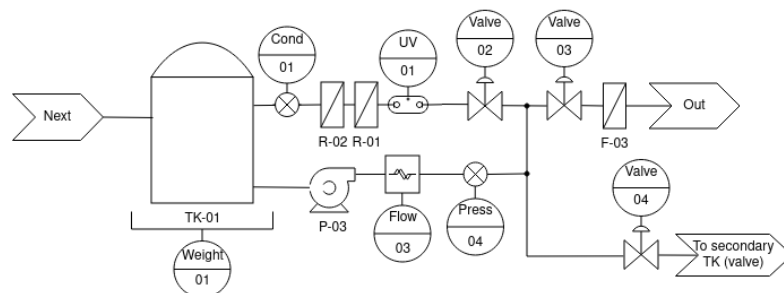 Cond
01
UV
01
Valve
02
Valve
03
Next
Out
R-02
R-01
F-03
P-03
Flow
03
Press
04
Valve
04
To secondary
TK (valve)
TK-01
Weight
01